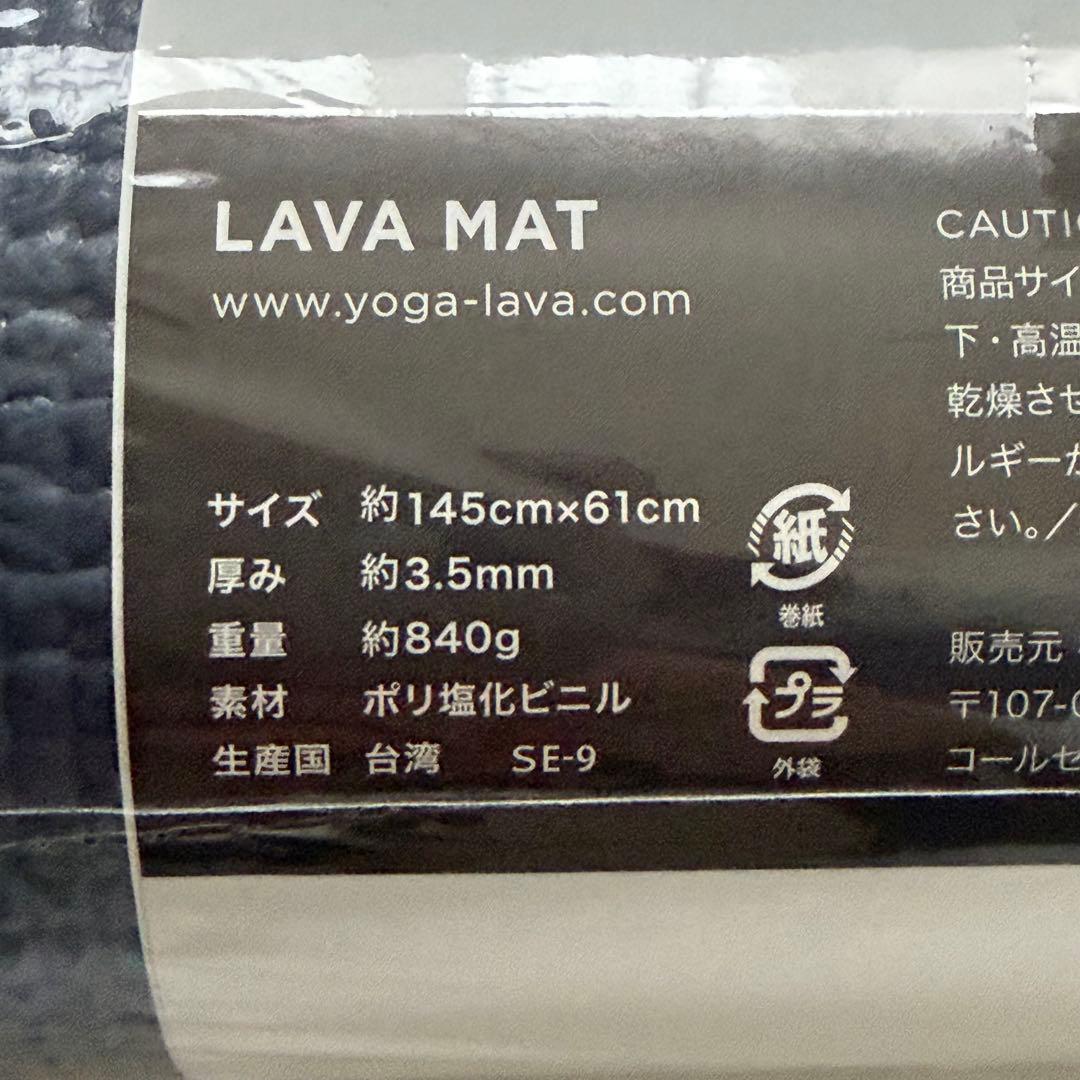 LAVA MAT
www.yoga-lava.com
サイズ 約145cm×61cm
厚み 約3.5mm
重量 約840g
素材 ポリ塩化ビニル
生産国 台湾 SE-9
紙
巻紙
プラ
外袋
CAUTIO
商品サイ
下・高温
乾燥させ
ルギーが
さい。／
販売元
〒107-0
コールセ